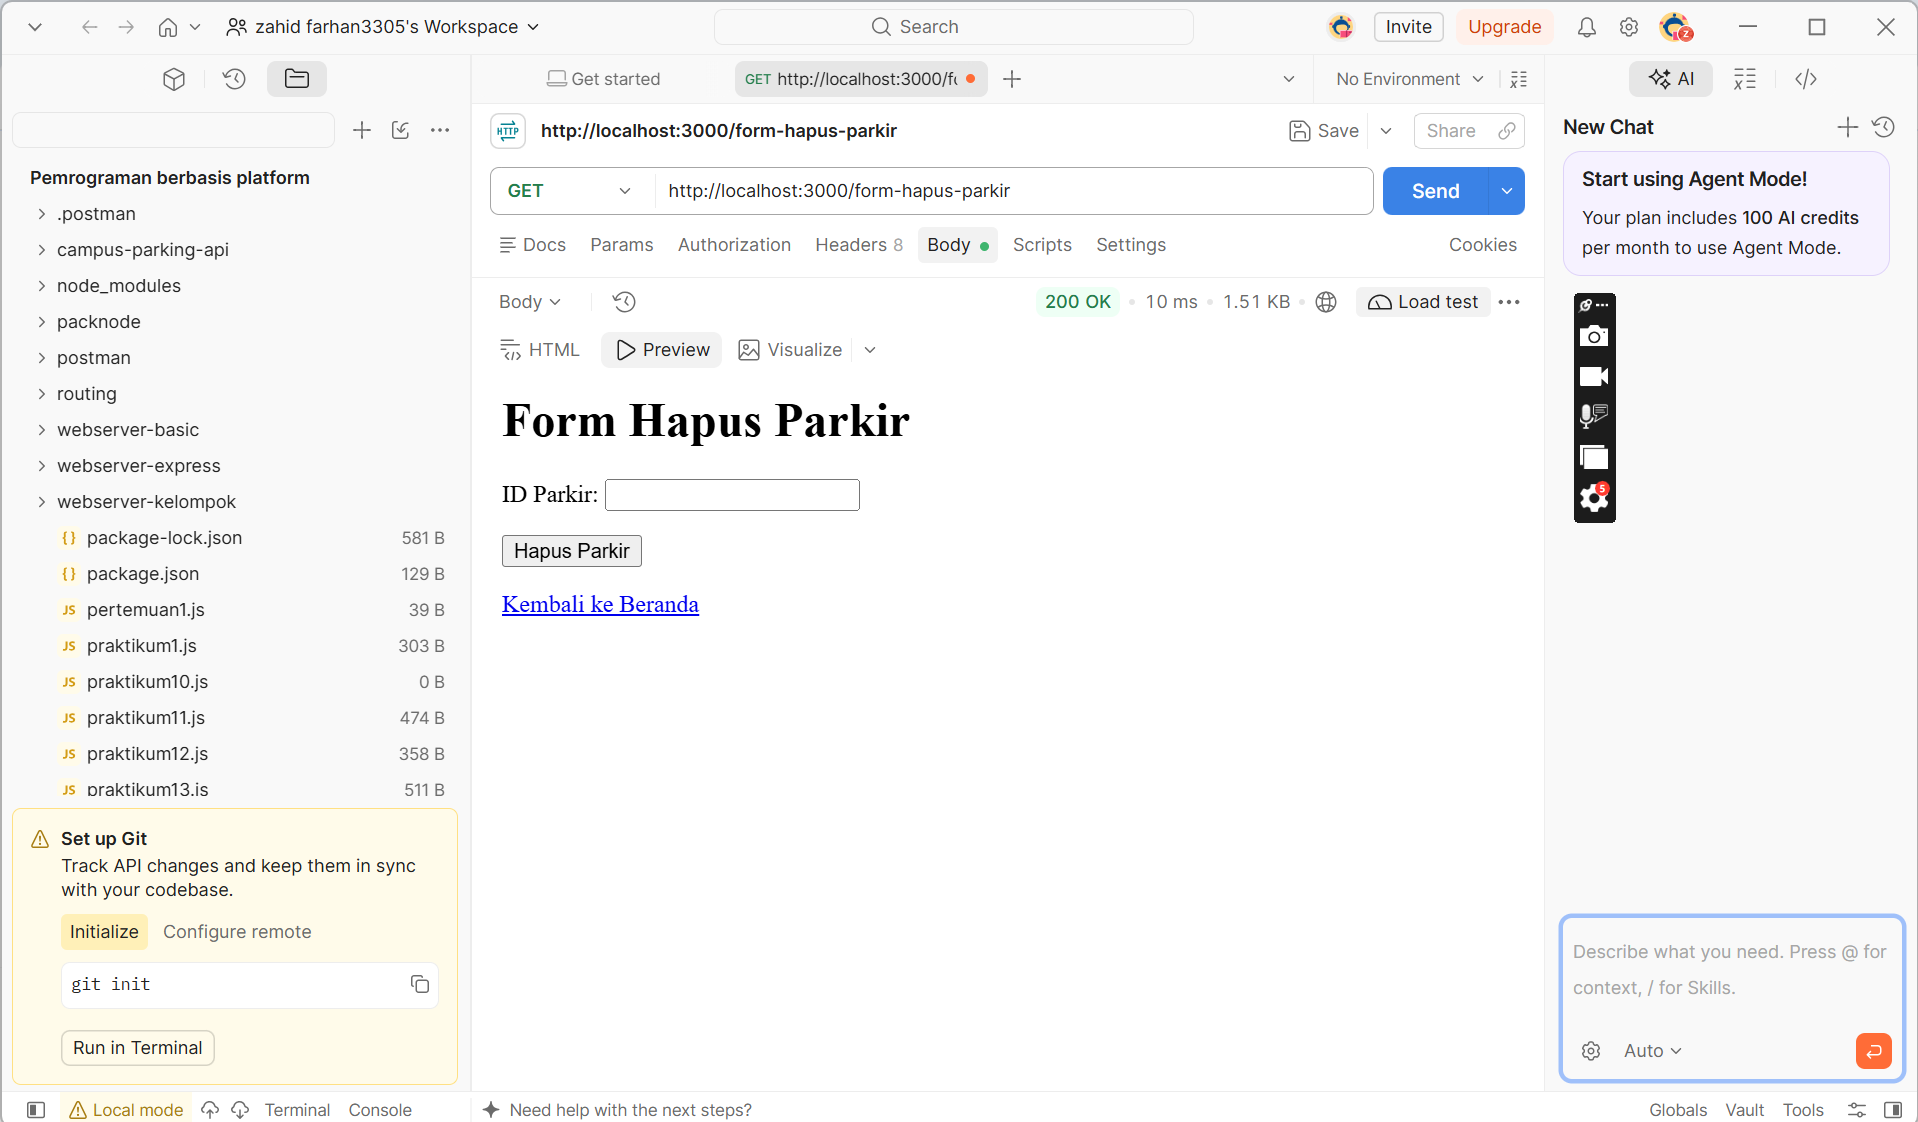 zahid farhan3305's Workspace
Search
Invite
Upgrade
Z
Get started
GET http://localhost:3000/f
No Environment
AI
HTTP
http://localhost:3000/form-hapus-parkir
Save
Share
New Chat
Start using Agent Mode!
Your plan includes 100 AI credits
per month to use Agent Mode.
Pemrograman berbasis platform
.postman
campus-parking-api
node_modules
packnode
postman
routing
webserver-basic
webserver-express
webserver-kelompok
{} package-lock.json 581 B
{} package.json 129 B
JS pertemuan1.js 39 B
JS praktikum1.js 303 B
JS praktikum10.js 0 B
JS praktikum11.js 474 B
JS praktikum12.js 358 B
JS praktikum13.js 511 B
GET
http://localhost:3000/form-hapus-parkir
Send
Docs
Params
Authorization
Headers 8
Body
Scripts
Settings
Cookies
Body
200 OK
10 ms
1.51 KB
Load test
HTML
Preview
Visualize
Form Hapus Parkir
ID Parkir:
Hapus Parkir
Kembali ke Beranda
5
Set up Git
Track API changes and keep them in sync
with your codebase.
Initialize
Configure remote
git init
Run in Terminal
Describe what you need. Press @ for
context, / for Skills.
Auto
Local mode
Terminal
Console
Need help with the next steps?
Globals
Vault
Tools